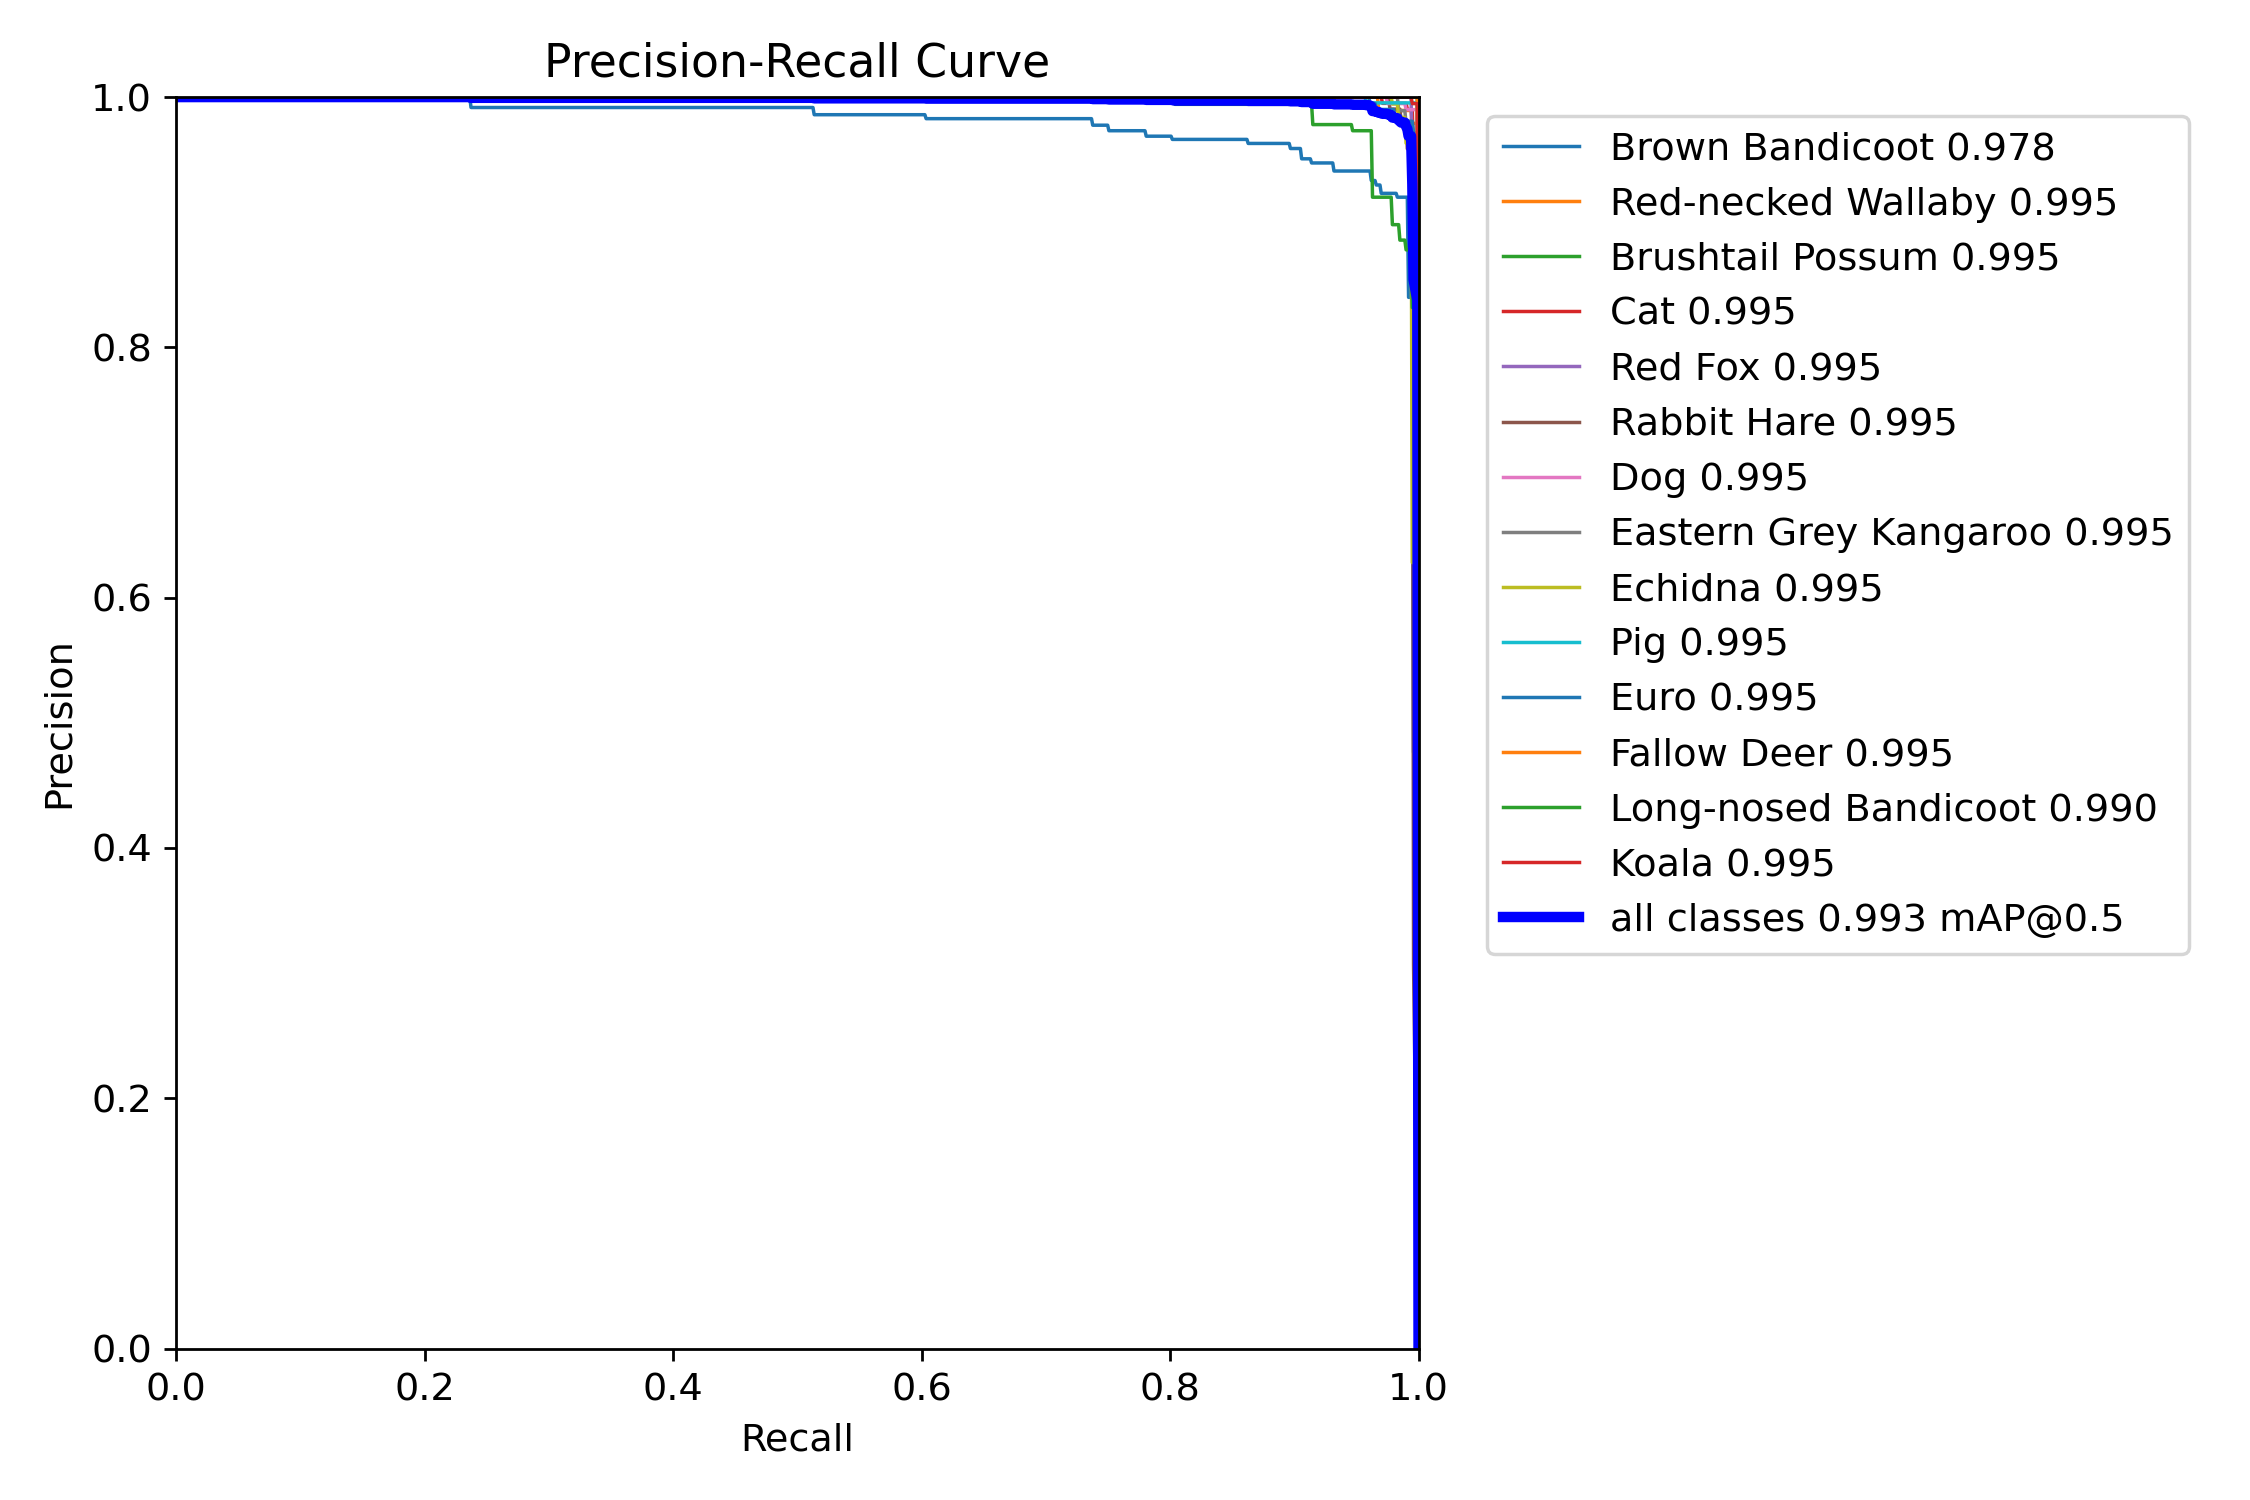 Precision-Recall Curve
1.0
0.8
0.6
0.4
0.2
0.0
Precision
0.0 0.2 0.4 0.6 0.8 1.0
Recall
Brown Bandicoot 0.978
Red-necked Wallaby 0.995
Brushtail Possum 0.995
Cat 0.995
Red Fox 0.995
Rabbit Hare 0.995
Dog 0.995
Eastern Grey Kangaroo 0.995
Echidna 0.995
Pig 0.995
Euro 0.995
Fallow Deer 0.995
Long-nosed Bandicoot 0.990
Koala 0.995
all classes 0.993 mAP@0.5